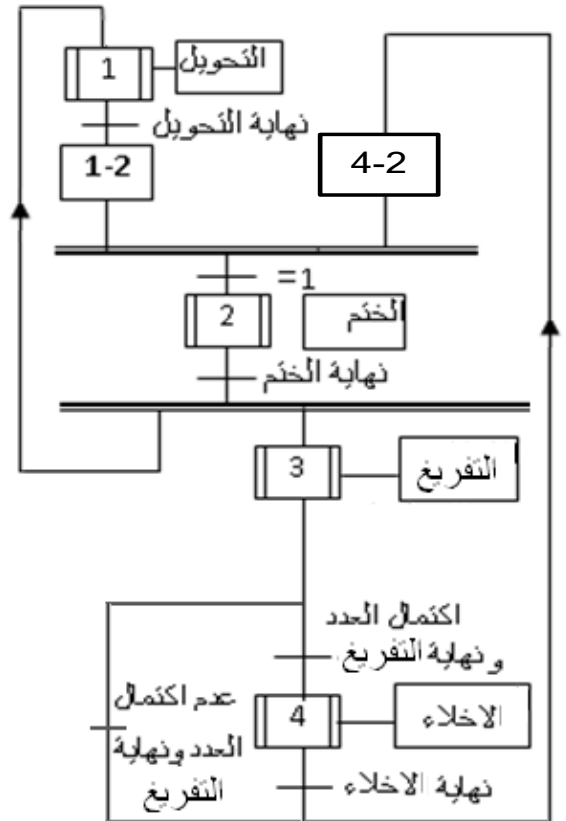 1
التحويل
نهاية التحويل
1-2
4-2
=1
2
الختم
نهاية الختم
3
التفريغ
اكتمال العدد
و نهاية التفريغ
4
الاخلاء
عدم اكتمال
العدد ونهاية
التفريغ
نهاية الاخلاء